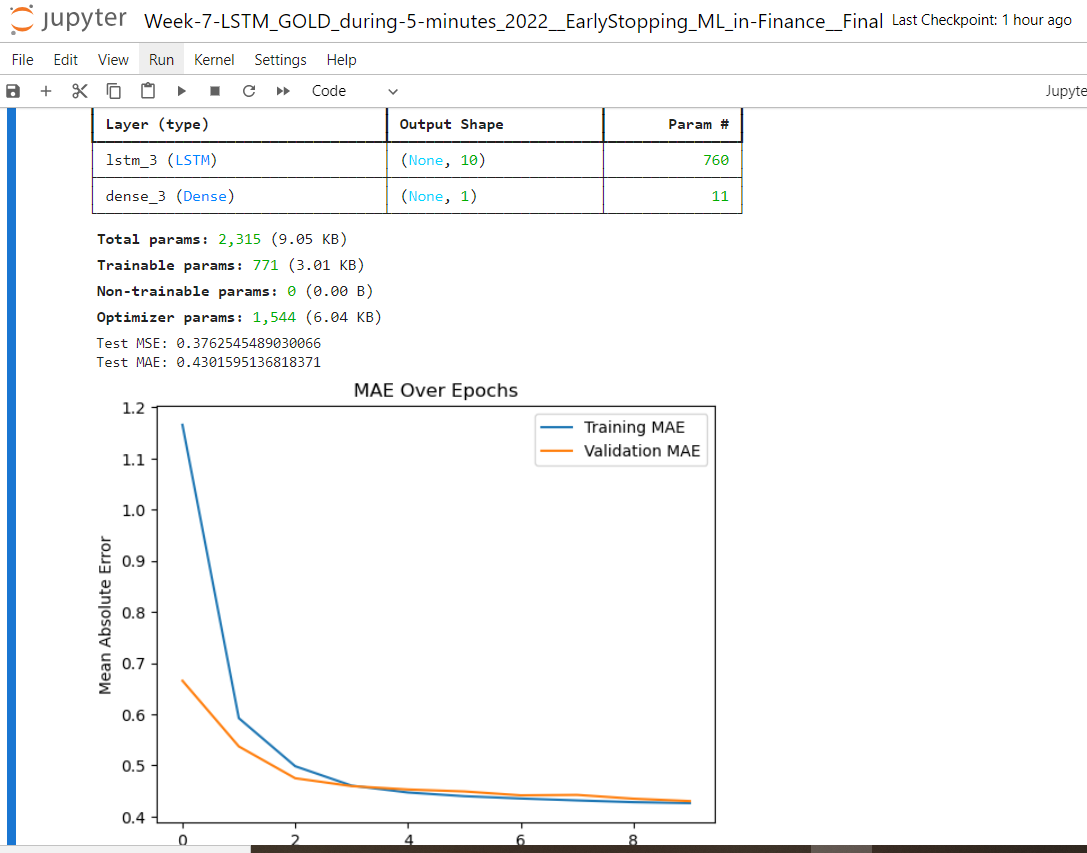 jupyter Week-7-LSTM_GOLD_during-5-minutes_2022__EarlyStopping_ML_in-Finance__Final Last Checkpoint: 1 hour ago
File Edit View Run Kernel Settings Help
Code Jupyte
Layer (type) Output Shape Param #
lstm_3 (LSTM) (None, 10) 760
dense_3 (Dense) (None, 1) 11
Total params: 2,315 (9.05 KB)
Trainable params: 771 (3.01 KB)
Non-trainable params: 0 (0.00 B)
Optimizer params: 1,544 (6.04 KB)
Test MSE: 0.3762545489030066
Test MAE: 0.4301595136818371
MAE Over Epochs
Training MAE
Validation MAE
Mean Absolute Error
1.2
1.1
1.0
0.9
0.8
0.7
0.6
0.5
0.4
0 2 4 6 8